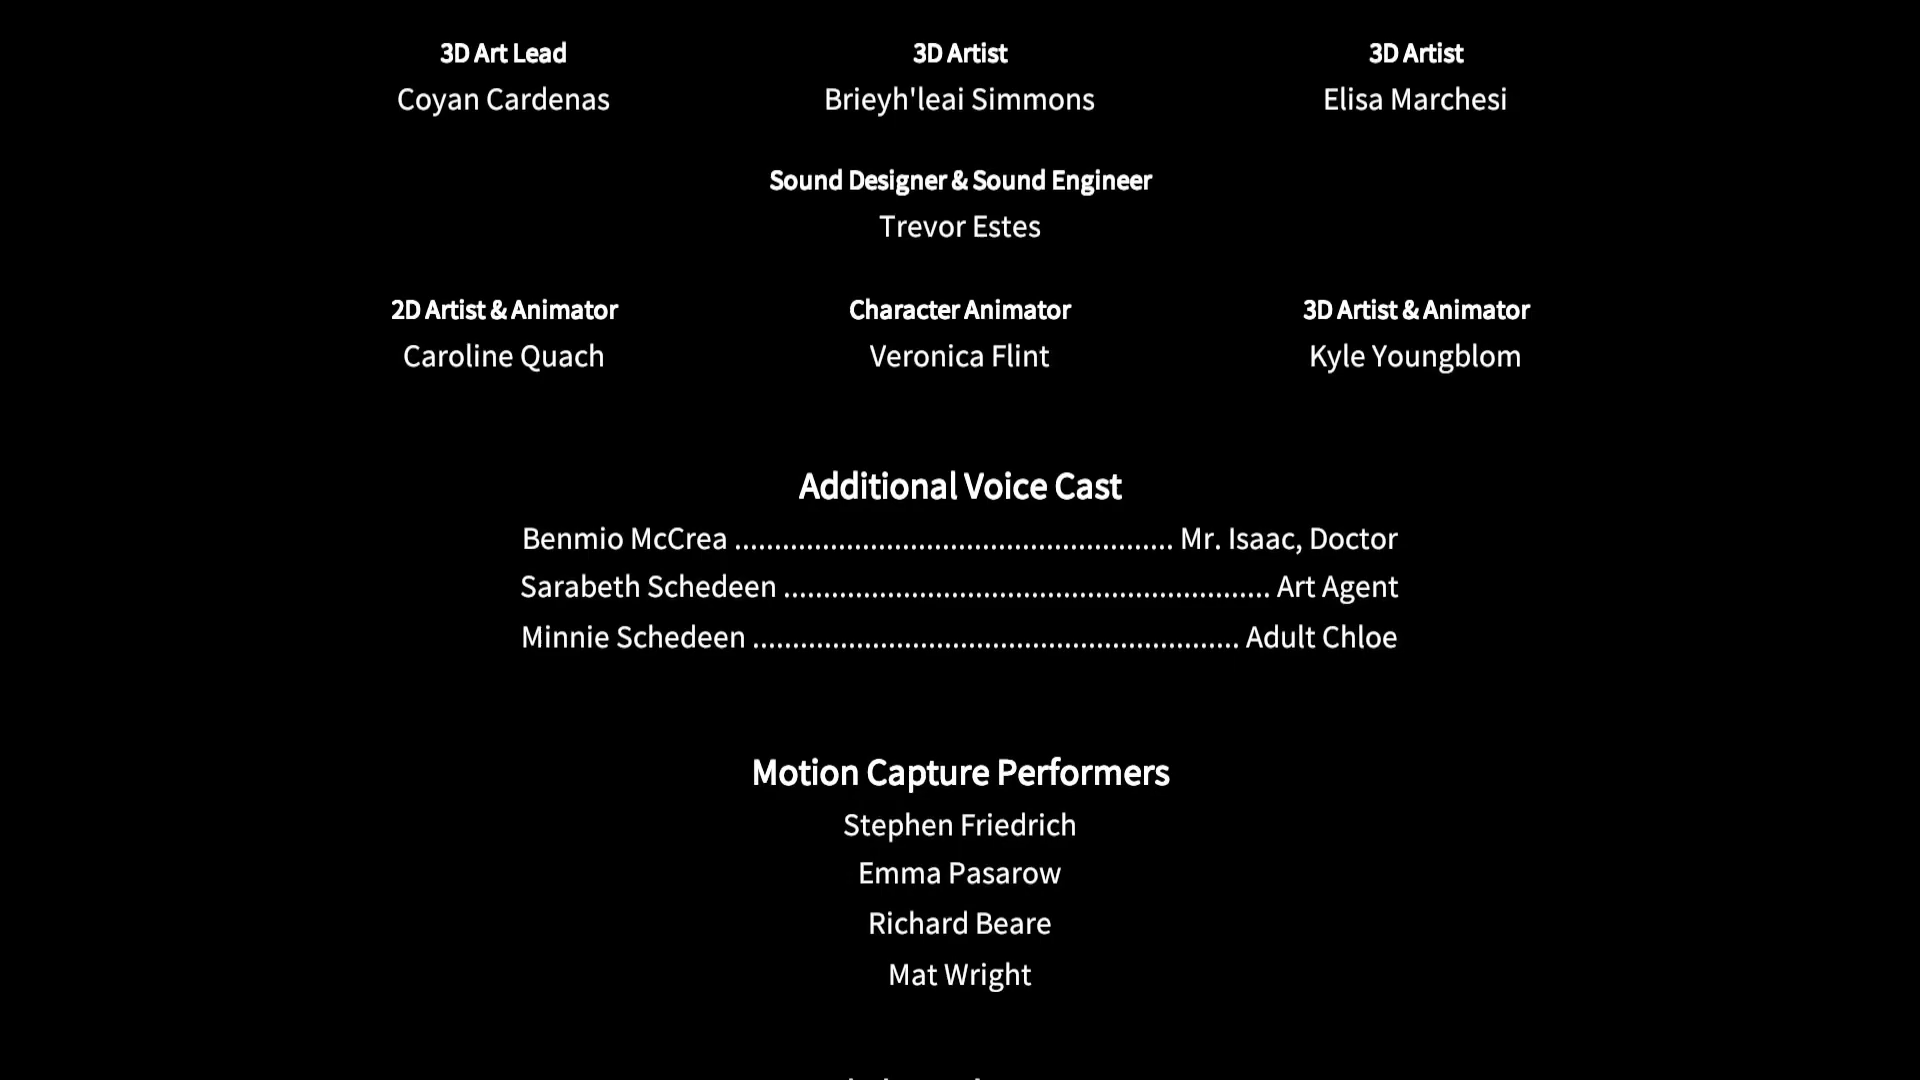 3D Art Lead 3D Artist 3D Artist
Coyan Cardenas Brieyh'leai Simmons Elisa Marchesi
Sound Designer & Sound Engineer
Trevor Estes
2D Artist & Animator Character Animator 3D Artist & Animator
Caroline Quach Veronica Flint Kyle Youngblom
Additional Voice Cast
Benmio McCrea ....................................................... Mr. Isaac, Doctor
Sarabeth Schedeen ............................................................. Art Agent
Minnie Schedeen ............................................................. Adult Chloe
Motion Capture Performers
Stephen Friedrich
Emma Pasarow
Richard Beare
Mat Wright